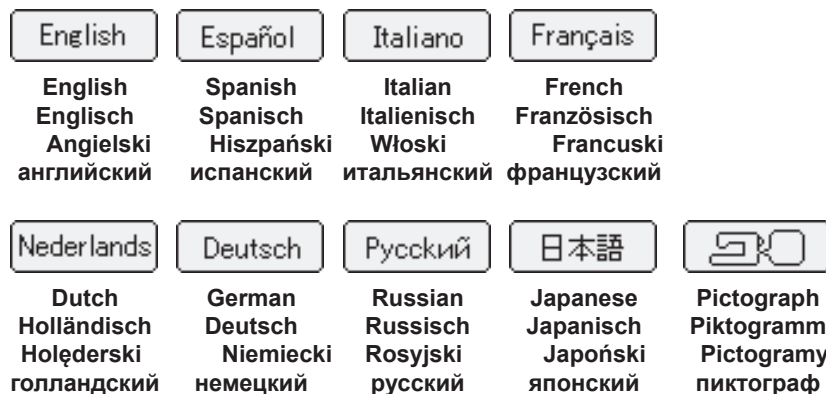 English Español Italiano Français
English Spanish Italian French
Englisch Spanisch Italienisch Französisch
Angielski Hiszpański Włoski Francuski
английский испанский итальянский французский
Nederlands Deutsch Русский 日本語
Dutch German Russian Japanese Pictograph
Holländisch Deutsch Russisch Japanisch Piktogramm
Holęderski Niemiecki Rosyjski Japoński Pictogramy
голландский немецкий русский японский пиктограф